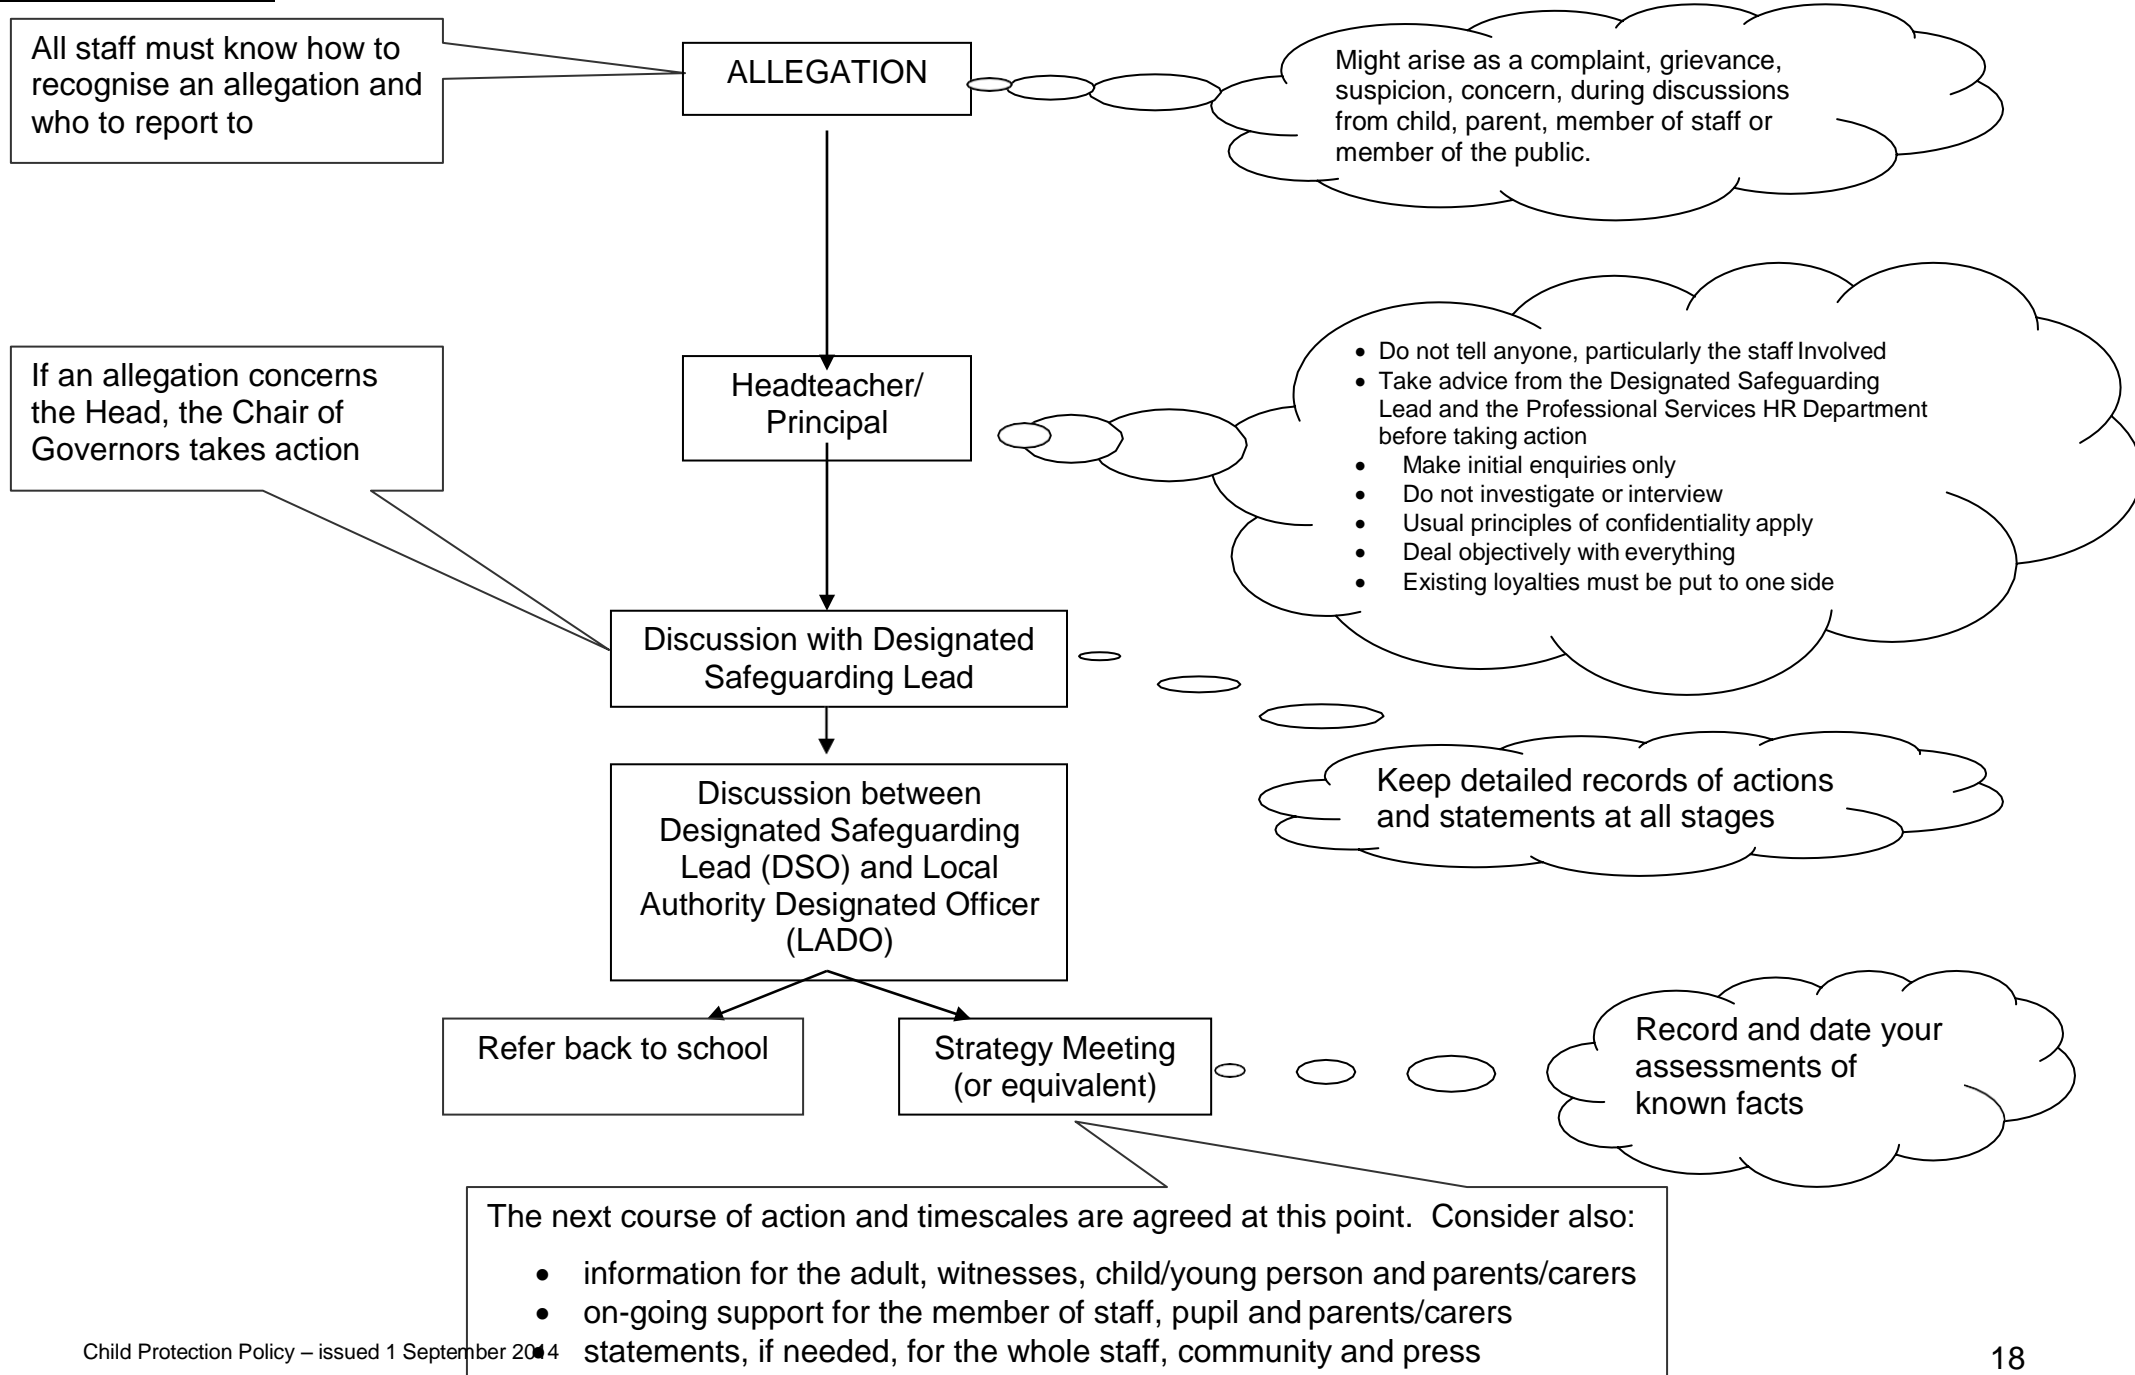 All staff must know how to
recognise an allegation and
who to report to
ALLEGATION
Might arise as a complaint, grievance,
suspicion, concern, during discussions
from child, parent, member of staff or
member of the public.
If an allegation concerns
the Head, the Chair of
Governors takes action
Headteacher/
Principal
• Do not tell anyone, particularly the staff Involved
• Take advice from the Designated Safeguarding
Lead and the Professional Services HR Department
before taking action
• Make initial enquiries only
• Do not investigate or interview
• Usual principles of confidentiality apply
• Deal objectively with everything
• Existing loyalties must be put to one side
Discussion with Designated
Safeguarding Lead
Keep detailed records of actions
and statements at all stages
Discussion between
Designated Safeguarding
Lead (DSO) and Local
Authority Designated Officer
(LADO)
Refer back to school
Strategy Meeting
(or equivalent)
Record and date your
assessments of
known facts
The next course of action and timescales are agreed at this point. Consider also:
• information for the adult, witnesses, child/young person and parents/carers
• on-going support for the member of staff, pupil and parents/carers
• statements, if needed, for the whole staff, community and press
Child Protection Policy – issued 1 September 2014
18